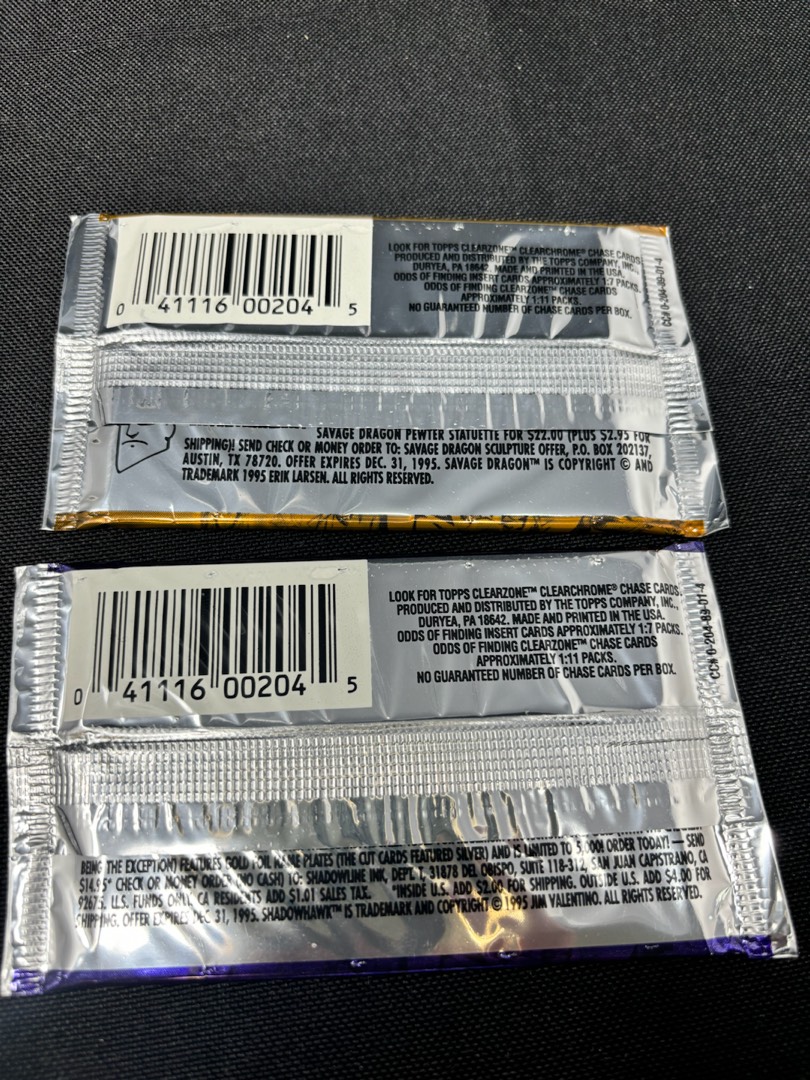 LOOK FOR TOPPS CLEARZONE™ CLEARCHROME® CHASE CARDS.
PRODUCED AND DISTRIBUTED BY THE TOPPS COMPANY, INC.,
DURYEA, PA 18642. MADE AND PRINTED IN THE USA.
ODDS OF FINDING INSERT CARDS APPROXIMATELY 1:7 PACKS.
ODDS OF FINDING CLEARZONE™ CHASE CARDS
APPROXIMATELY 1:11 PACKS.
NO GUARANTEED NUMBER OF CHASE CARDS PER BOX.
CC# 0-204-89-01-4
0 41116 00204 5
SAVAGE DRAGON PEWTER STATUETTE FOR $22.00 (PLUS $2.95 FOR
SHIPPING)! SEND CHECK OR MONEY ORDER TO: SAVAGE DRAGON SCULPTURE OFFER, P.O. BOX 202137,
AUSTIN, TX 78720. OFFER EXPIRES DEC. 31, 1995. SAVAGE DRAGON™ IS COPYRIGHT © AND
TRADEMARK 1995 ERIK LARSEN. ALL RIGHTS RESERVED.
LOOK FOR TOPPS CLEARZONE™ CLEARCHROME® CHASE CARDS.
PRODUCED AND DISTRIBUTED BY THE TOPPS COMPANY, INC.,
DURYEA, PA 18642. MADE AND PRINTED IN THE USA.
ODDS OF FINDING INSERT CARDS APPROXIMATELY 1:7 PACKS.
ODDS OF FINDING CLEARZONE™ CHASE CARDS
APPROXIMATELY 1:11 PACKS.
NO GUARANTEED NUMBER OF CHASE CARDS PER BOX.
CC# 0-204-89-01-4
0 41116 00204 5
BEING THE EXCEPTION) FEATURES GOLD FOIL NAME PLATES (THE CUT CARDS FEATURED SILVER) AND IS LIMITED TO 5,000! ORDER TODAY! — SEND
$14.95* CHECK OR MONEY ORDER (NO CASH) TO: SHADOWLINE INK, DEPT. T, 31878 DEL OBISPO, SUITE 118-312, SAN JUAN CAPISTRANO, CA
92675. U.S. FUNDS ONLY. CA RESIDENTS ADD $1.01 SALES TAX. *INSIDE U.S. ADD $2.00 FOR SHIPPING. OUTSIDE U.S. ADD $4.00 FOR
SHIPPING. OFFER EXPIRES DEC 31, 1995. SHADOWHAWK™ IS TRADEMARK AND COPYRIGHT © 1995 JIM VALENTINO. ALL RIGHTS RESERVED.